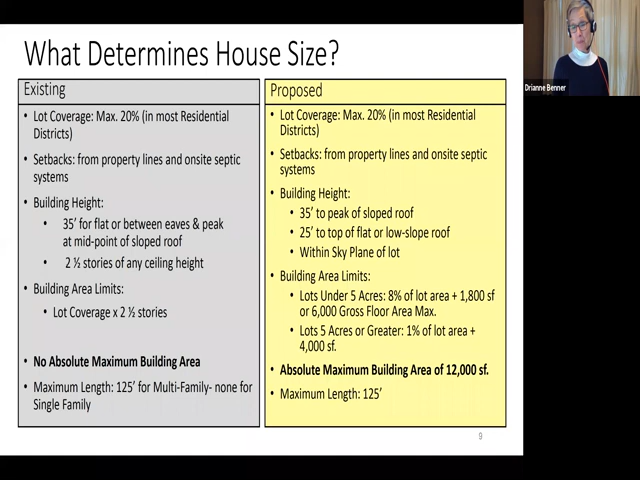 What Determines House Size?
Existing
• Lot Coverage: Max. 20% (in most Residential
Districts)
• Setbacks: from property lines and onsite septic
systems
• Building Height:
• 35’ for flat or between eaves & peak
at mid-point of sloped roof
• 2 ½ stories of any ceiling height
• Building Area Limits:
• Lot Coverage x 2 ½ stories
• No Absolute Maximum Building Area
• Maximum Length: 125’ for Multi-Family- none for
Single Family
Proposed
• Lot Coverage: Max. 20% (in most Residential
Districts)
• Setbacks: from property lines and onsite septic
systems
• Building Height:
• 35’ to peak of sloped roof
• 25’ to top of flat or low-slope roof
• Within Sky Plane of lot
• Building Area Limits:
• Lots Under 5 Acres: 8% of lot area + 1,800 sf
or 6,000 Gross Floor Area Max.
• Lots 5 Acres or Greater: 1% of lot area +
4,000 sf.
• Absolute Maximum Building Area of 12,000 sf.
• Maximum Length: 125’
9
Drianne Benner